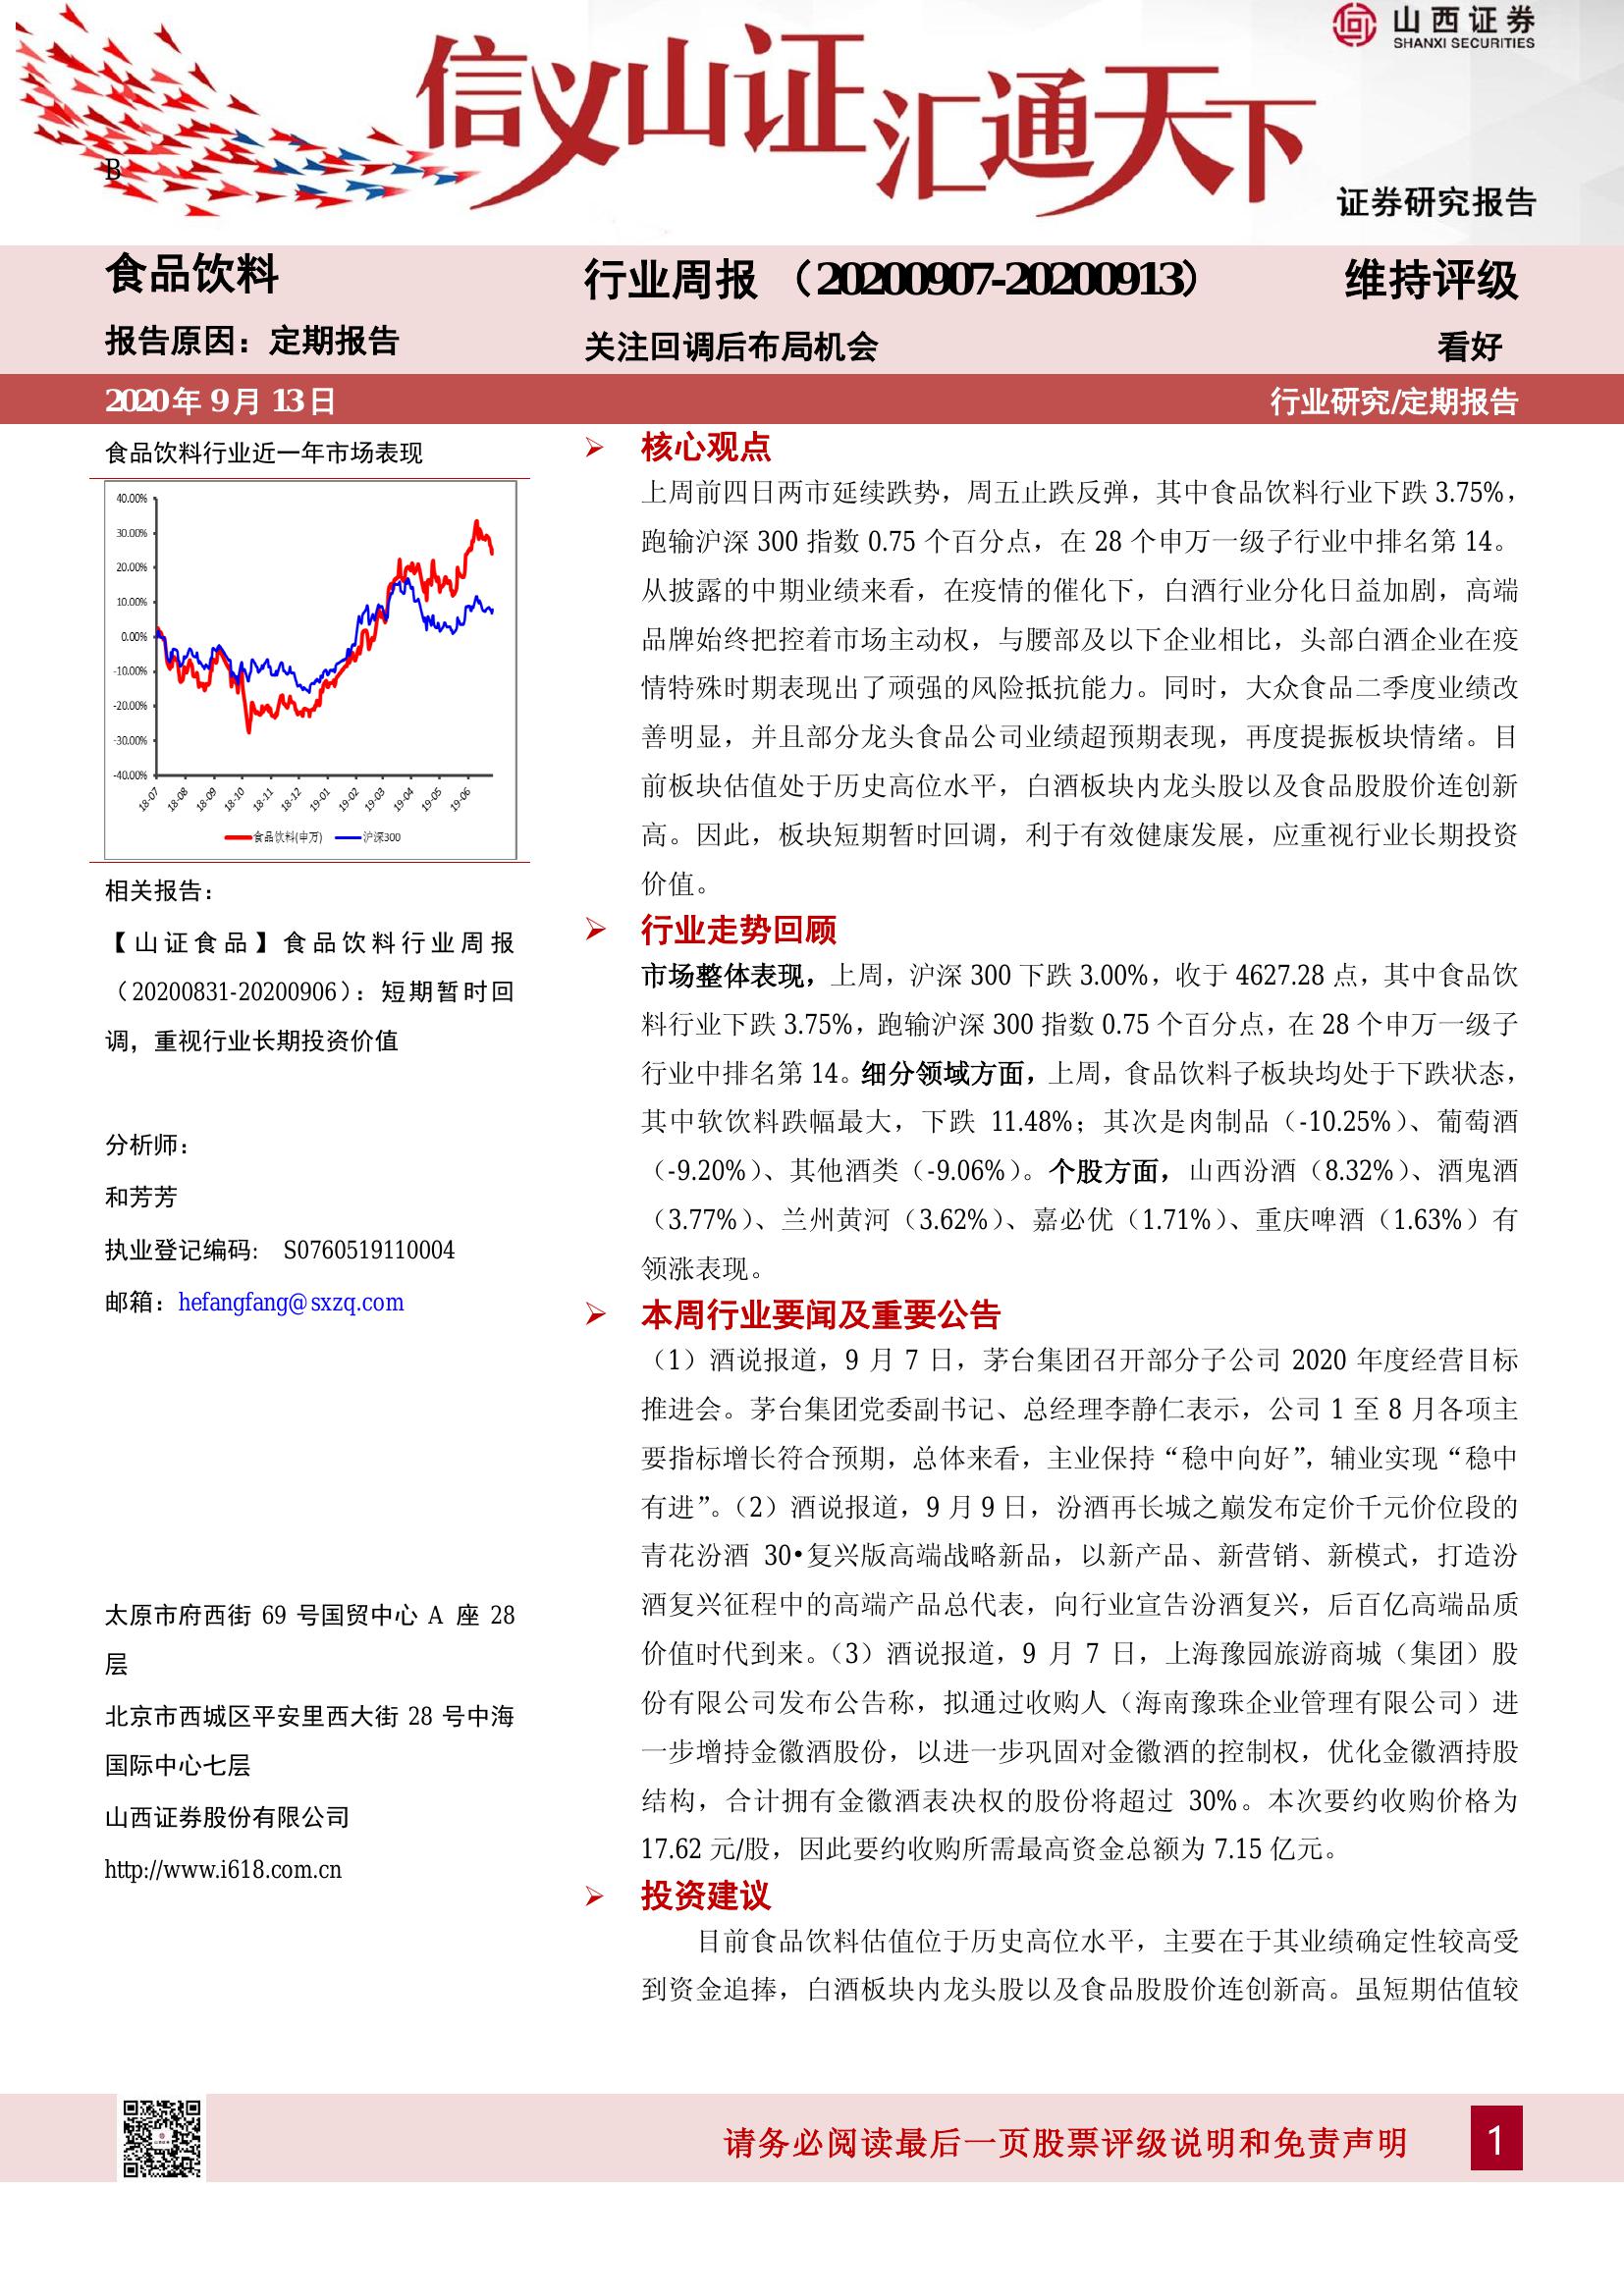 山西证券
SHANXI SECURITIES
信义山证汇通天下
B
证券研究报告
食品饮料
行业周报 （20200907-20200913）
维持评级
报告原因：定期报告
关注回调后布局机会
看好
2020 年 9 月 13 日
行业研究/定期报告
食品饮料行业近一年市场表现
40.00%
30.00%
20.00%
10.00%
0.00%
-10.00%
-20.00%
-30.00%
-40.00%
18-07
18-08
18-09
18-10
18-11
18-12
19-01
19-02
19-03
19-04
19-05
19-06
食品饮料(申万)
沪深300
相关报告：
【山证食品】食品饮料行业周报
（20200831-20200906）：短期暂时回
调，重视行业长期投资价值
分析师：
和芳芳
执业登记编码： S0760519110004
邮箱：hefangfang@sxzq.com
太原市府西街 69 号国贸中心 A 座 28
层
北京市西城区平安里西大街 28 号中海
国际中心七层
山西证券股份有限公司
http://www.i618.com.cn
核心观点
上周前四日两市延续跌势，周五止跌反弹，其中食品饮料行业下跌 3.75%，
跑输沪深 300 指数 0.75 个百分点，在 28 个申万一级子行业中排名第 14。
从披露的中期业绩来看，在疫情的催化下，白酒行业分化日益加剧，高端
品牌始终把控着市场主动权，与腰部及以下企业相比，头部白酒企业在疫
情特殊时期表现出了顽强的风险抵抗能力。同时，大众食品二季度业绩改
善明显，并且部分龙头食品公司业绩超预期表现，再度提振板块情绪。目
前板块估值处于历史高位水平，白酒板块内龙头股以及食品股股价连创新
高。因此，板块短期暂时回调，利于有效健康发展，应重视行业长期投资
价值。
行业走势回顾
市场整体表现，上周，沪深 300 下跌 3.00%，收于 4627.28 点，其中食品饮
料行业下跌 3.75%，跑输沪深 300 指数 0.75 个百分点，在 28 个申万一级子
行业中排名第 14。细分领域方面，上周，食品饮料子板块均处于下跌状态，
其中软饮料跌幅最大，下跌 11.48%；其次是肉制品（-10.25%）、葡萄酒
（-9.20%）、其他酒类（-9.06%）。个股方面，山西汾酒（8.32%）、酒鬼酒
（3.77%）、兰州黄河（3.62%）、嘉必优（1.71%）、重庆啤酒（1.63%）有
领涨表现。
本周行业要闻及重要公告
（1）酒说报道，9 月 7 日，茅台集团召开部分子公司 2020 年度经营目标
推进会。茅台集团党委副书记、总经理李静仁表示，公司 1 至 8 月各项主
要指标增长符合预期，总体来看，主业保持“稳中向好”，辅业实现“稳中
有进”。（2）酒说报道，9 月 9 日，汾酒再长城之巅发布定价千元价位段的
青花汾酒 30•复兴版高端战略新品，以新产品、新营销、新模式，打造汾
酒复兴征程中的高端产品总代表，向行业宣告汾酒复兴，后百亿高端品质
价值时代到来。（3）酒说报道，9 月 7 日，上海豫园旅游商城（集团）股
份有限公司发布公告称，拟通过收购人（海南豫珠企业管理有限公司）进
一步增持金徽酒股份，以进一步巩固对金徽酒的控制权，优化金徽酒持股
结构，合计拥有金徽酒表决权的股份将超过 30%。本次要约收购价格为
17.62 元/股，因此要约收购所需最高资金总额为 7.15 亿元。
投资建议
目前食品饮料估值位于历史高位水平，主要在于其业绩确定性较高受
到资金追捧，白酒板块内龙头股以及食品股股价连创新高。虽短期估值较
请务必阅读最后一页股票评级说明和免责声明
1